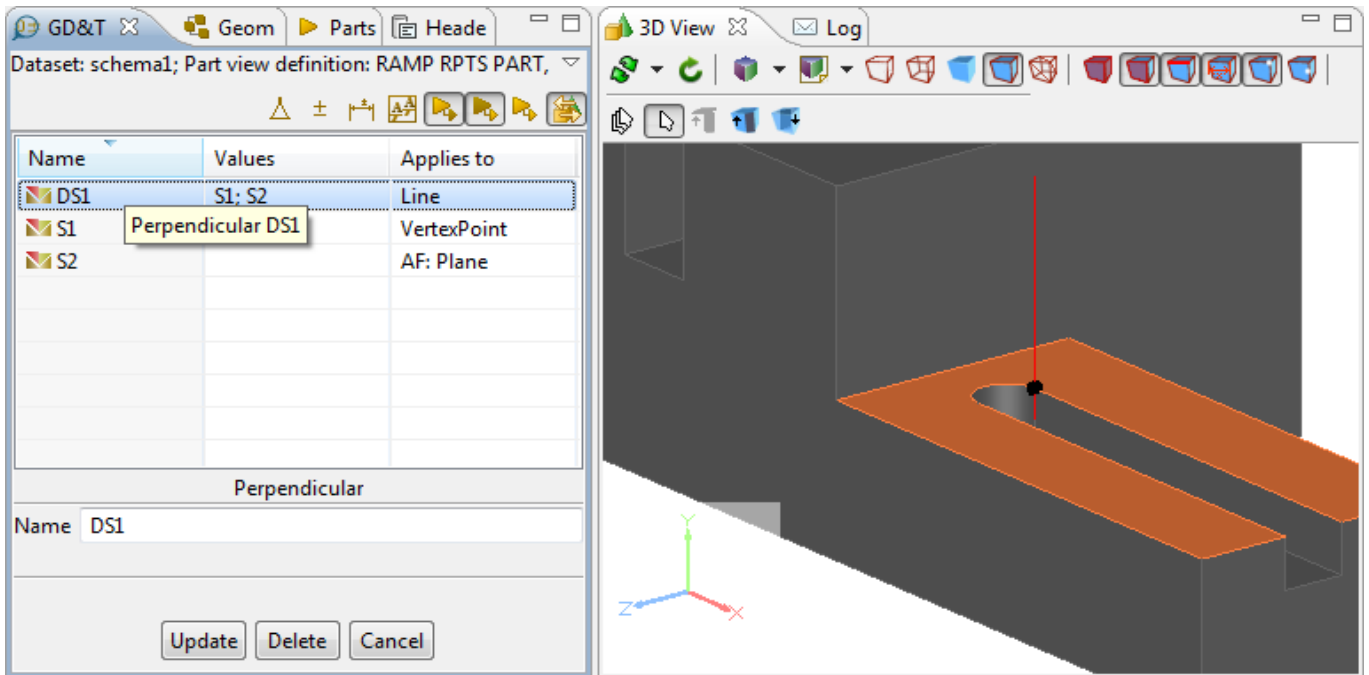 GD&T Geom Parts Heade
Dataset: schema1; Part view definition: RAMP RPTS PART,
Name Values Applies to
DS1 S1; S2 Line
Perpendicular DS1
S1 VertexPoint
S2 AF: Plane
Perpendicular
Name DS1
Update Delete Cancel
3D View Log
Y
Z
X